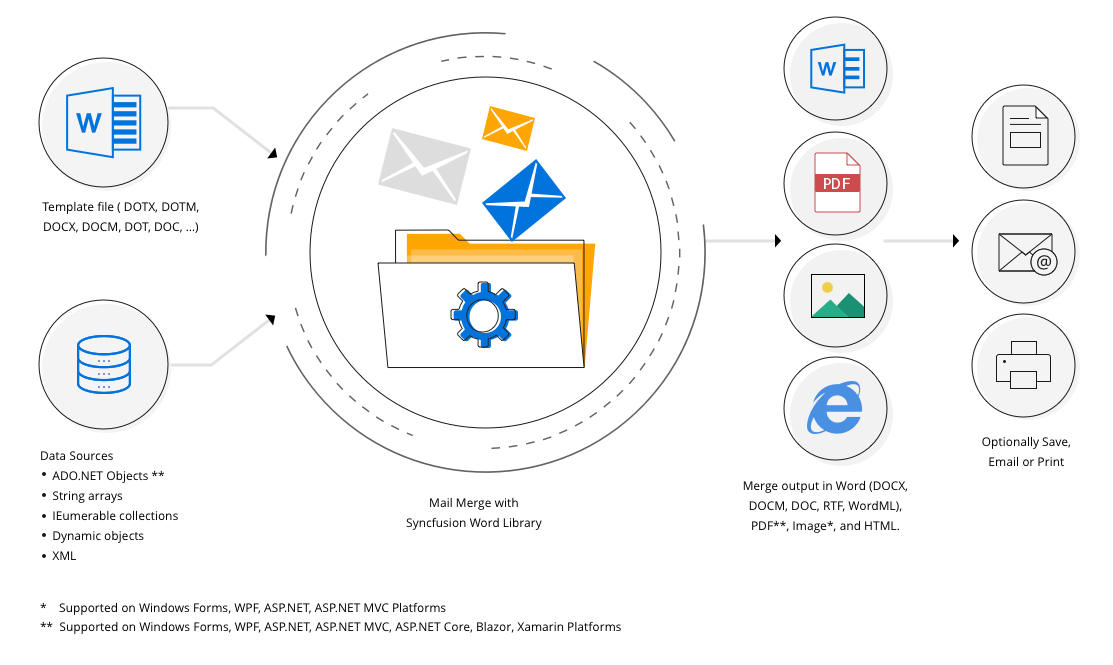 W
Template file ( DOTX, DOTM,
DOCX, DOCM, DOT, DOC, ...)
Data Sources
• ADO.NET Objects **
• String arrays
• IEumerable collections
• Dynamic objects
• XML
Mail Merge with
Syncfusion Word Library
W
PDF
e
Merge output in Word (DOCX,
DOCM, DOC, RTF, WordML),
PDF**, Image*, and HTML.
@
Optionally Save,
Email or Print
* Supported on Windows Forms, WPF, ASP.NET, ASP.NET MVC Platforms
** Supported on Windows Forms, WPF, ASP.NET, ASP.NET MVC, ASP.NET Core, Blazor, Xamarin Platforms